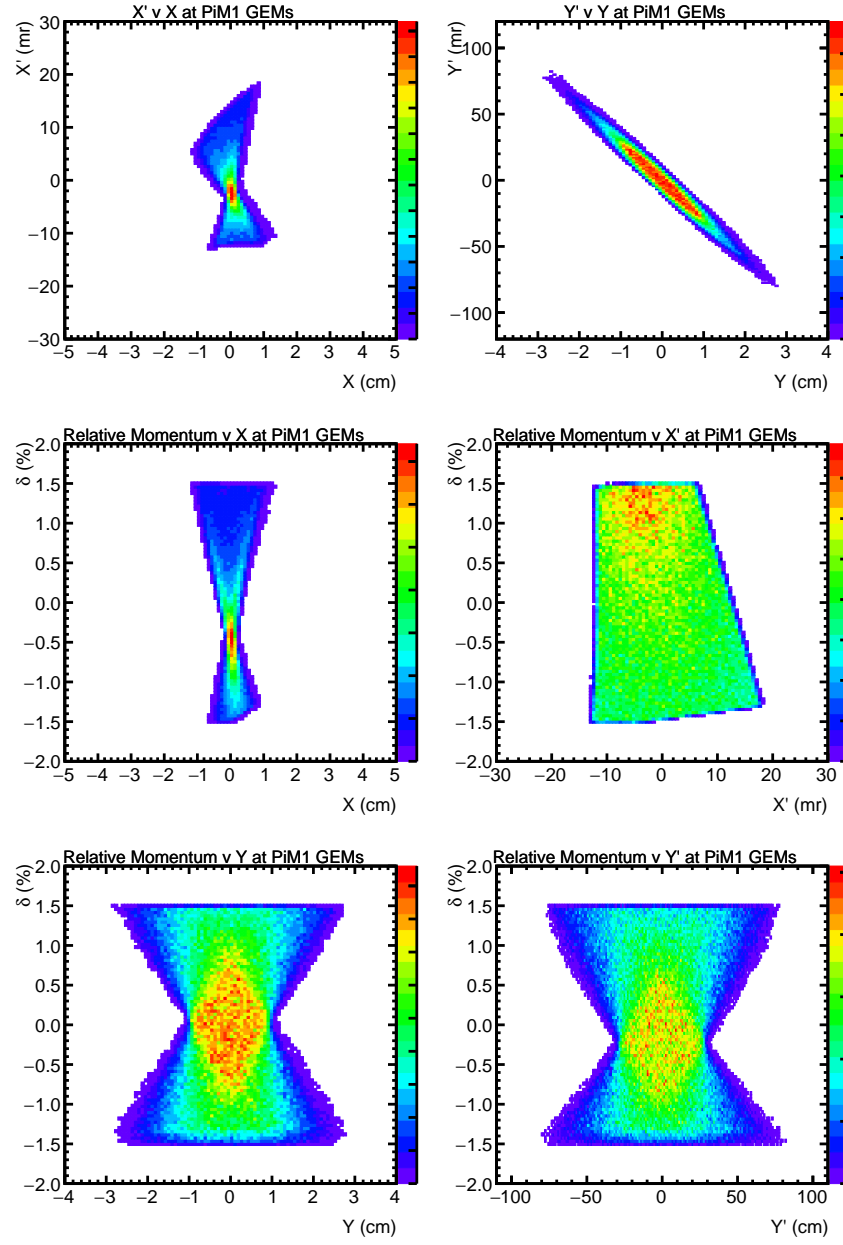 X' v X at PiM1 GEMs
X' (mr)
30
20
10
0
−10
−20
−30
−5 −4 −3 −2 −1 0 1 2 3 4 5
X (cm)
Y' v Y at PiM1 GEMs
Y' (mr)
100
50
0
−50
−100
−4 −3 −2 −1 0 1 2 3 4
Y (cm)
Relative Momentum v X at PiM1 GEMs
δ (%)
2.0
1.5
1.0
0.5
0.0
−0.5
−1.0
−1.5
−2.0
−5 −4 −3 −2 −1 0 1 2 3 4 5
X (cm)
Relative Momentum v X' at PiM1 GEMs
δ (%)
2.0
1.5
1.0
0.5
0.0
−0.5
−1.0
−1.5
−2.0
−30 −20 −10 0 10 20 30
X' (mr)
Relative Momentum v Y at PiM1 GEMs
δ (%)
2.0
1.5
1.0
0.5
0.0
−0.5
−1.0
−1.5
−2.0
−4 −3 −2 −1 0 1 2 3 4
Y (cm)
Relative Momentum v Y' at PiM1 GEMs
δ (%)
2.0
1.5
1.0
0.5
0.0
−0.5
−1.0
−1.5
−2.0
−100 −50 0 50 100
Y' (cm)